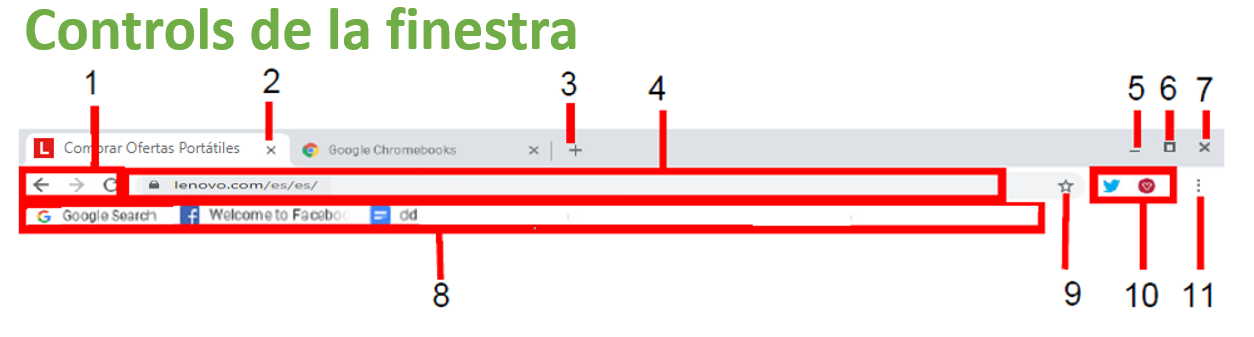 Controls de la finestra
1 2 3 4 5 6 7
L Comprar Ofertas Portátiles Google Chromebooks
lenovo.com/es/es/
G Google Search f Welcome to Faceboo dd
8 9 10 11